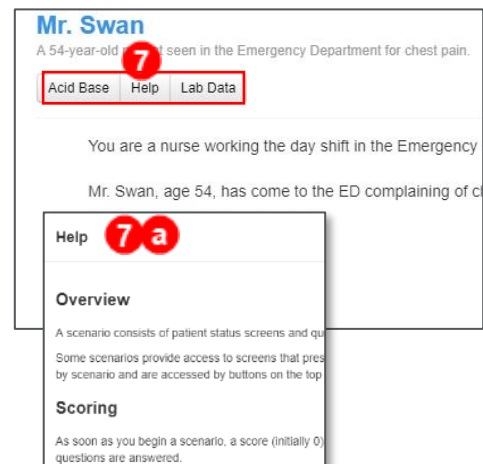 Mr. Swan
A 54-year-old seen in the Emergency Department for chest pain.
7
Acid Base Help Lab Data
You are a nurse working the day shift in the Emergency
Mr. Swan, age 54, has come to the ED complaining of
Help 7 a
Overview
A scenario consists of patient status screens and
Some scenarios provide access to screens that
by scenario and are accessed by buttons on the top
Scoring
As soon as you begin a scenario, a score (initially 0)
questions are answered.